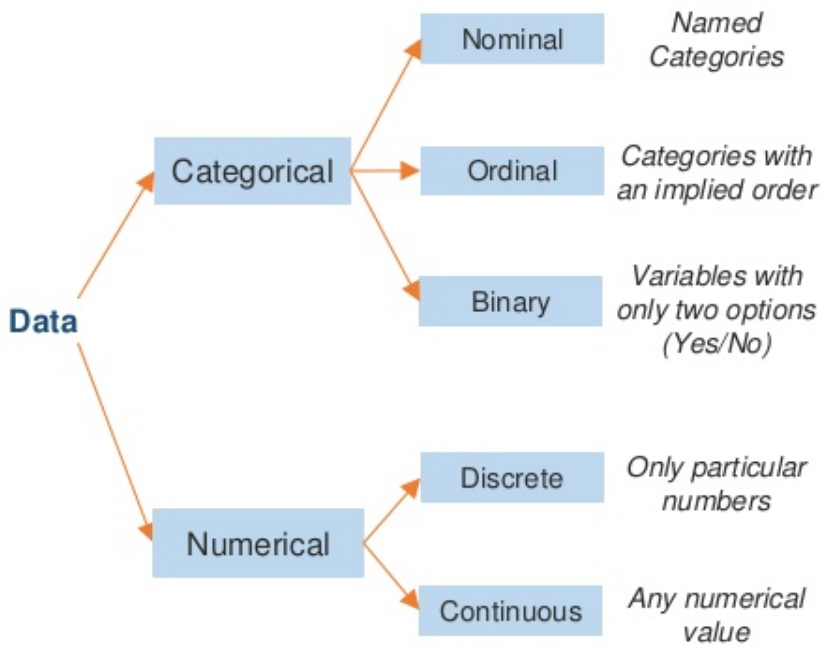 Data
Categorical
Nominal
Named
Categories
Ordinal
Categories with
an implied order
Binary
Variables with
only two options
(Yes/No)
Numerical
Discrete
Only particular
numbers
Continuous
Any numerical
value